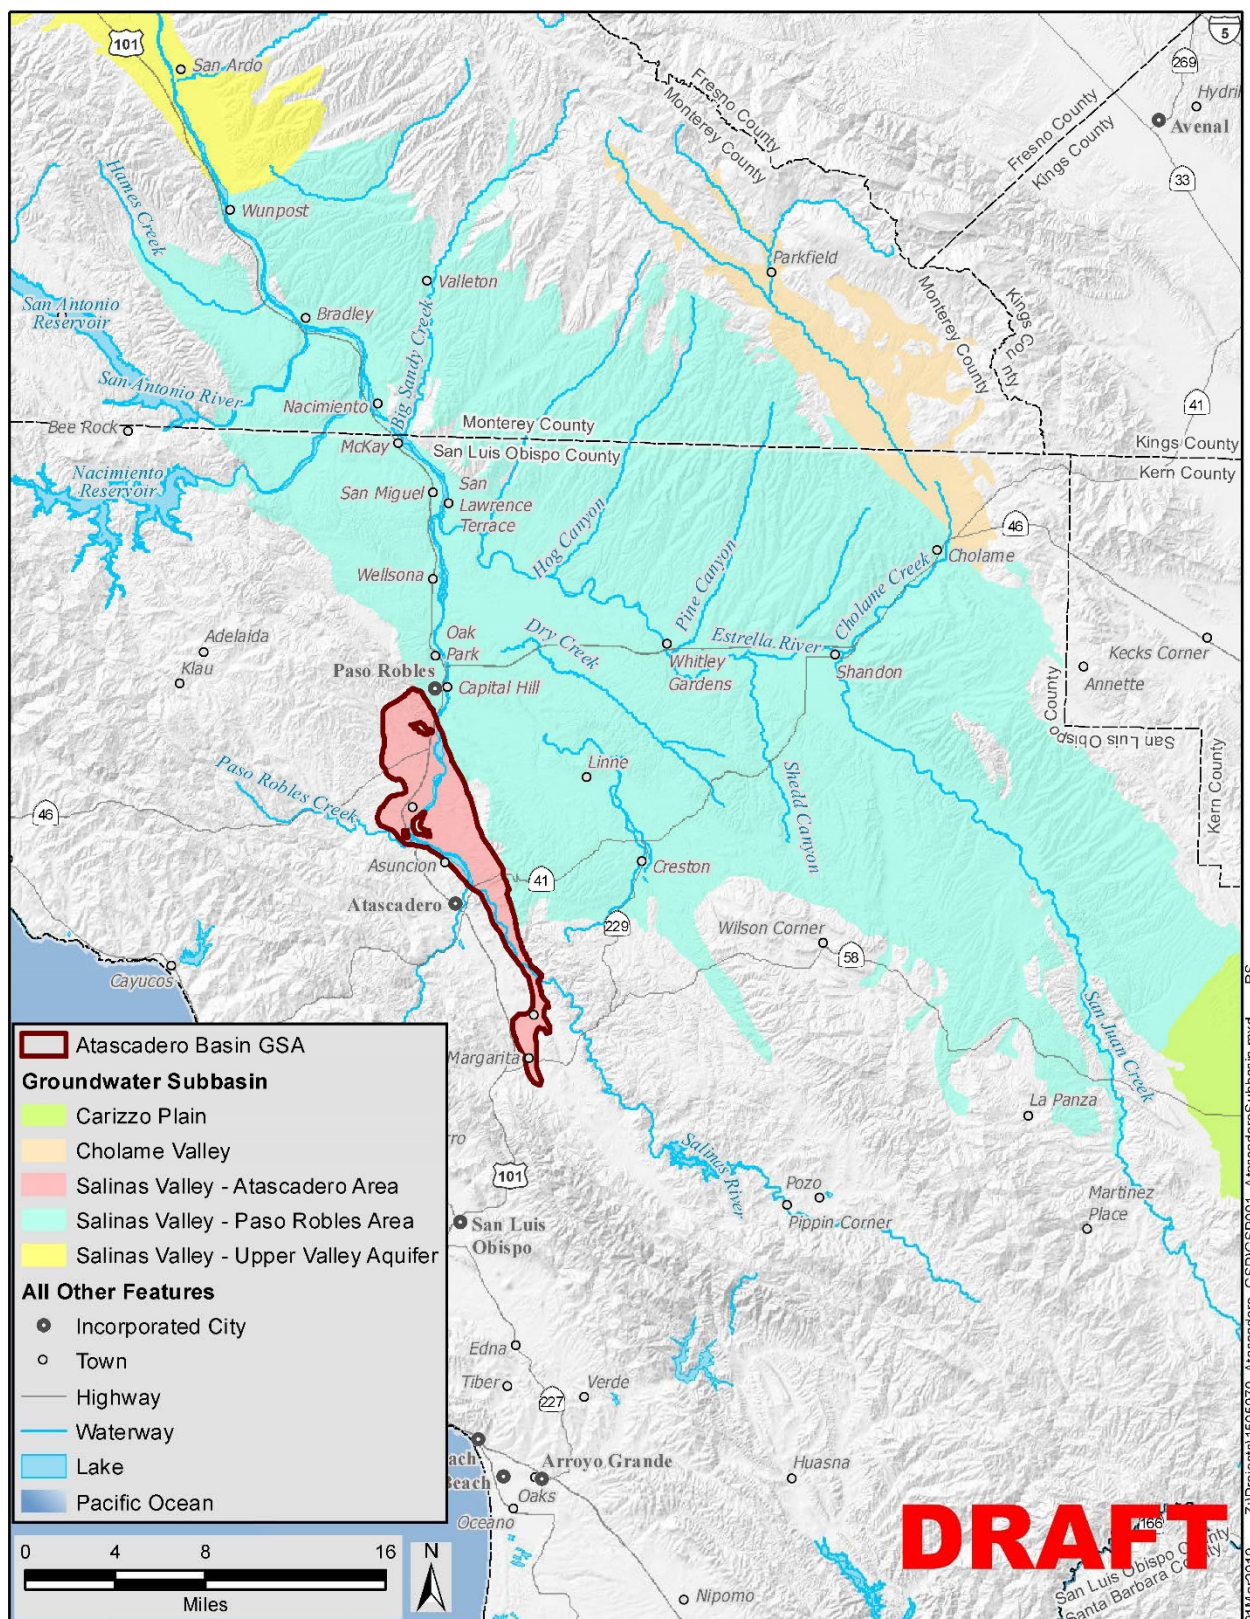 101
San Ardo
5
269
Hydril
Avenal
Fresno County
Monterey County
Fresno County
Kings County
33
Hames Creek
Wunpost
Parkfield
Valleton
San Antonio
Reservoir
Bradley
Big Sandy Creek
Monterey County
Kings County
San Antonio River
Nacimiento
41
Bee Rock
Monterey County
San Luis Obispo County
Kings County
Kern County
McKay
Nacimiento
Reservoir
San Miguel
San
Lawrence
Terrace
46
Hog Canyon
Cholame
Wellsona
Pine Canyon
Cholame Creek
Adelaida
Klau
Oak
Park
Dry Creek
Estrella River
Whitley
Gardens
Shandon
Kecks Corner
Annette
Paso Robles
Capital Hill
San Luis Obispo County
Kern County
Paso Robles Creek
Linne
Shedd Canyon
46
Asuncion
Creston
41
Atascadero
229
Wilson Corner
58
Cayucos
San Juan Creek
Margarita
La Panza
Atascadero Basin GSA
Groundwater Subbasin
Carizzo Plain
Cholame Valley
Salinas Valley - Atascadero Area
Salinas Valley - Paso Robles Area
Salinas Valley - Upper Valley Aquifer
All Other Features
Incorporated City
Town
Highway
Waterway
Lake
Pacific Ocean
rro
101
Salinas River
Pozo
Pippin Corner
Martinez
Place
San Luis
Obispo
Edna
Tiber
227
Verde
ach
Beach
Arroyo Grande
Oaks
Oceano
Huasna
Nipomo
166
San Luis Obispo County
Santa Barbara County
DRAFT
0 4 8 16
Miles
N